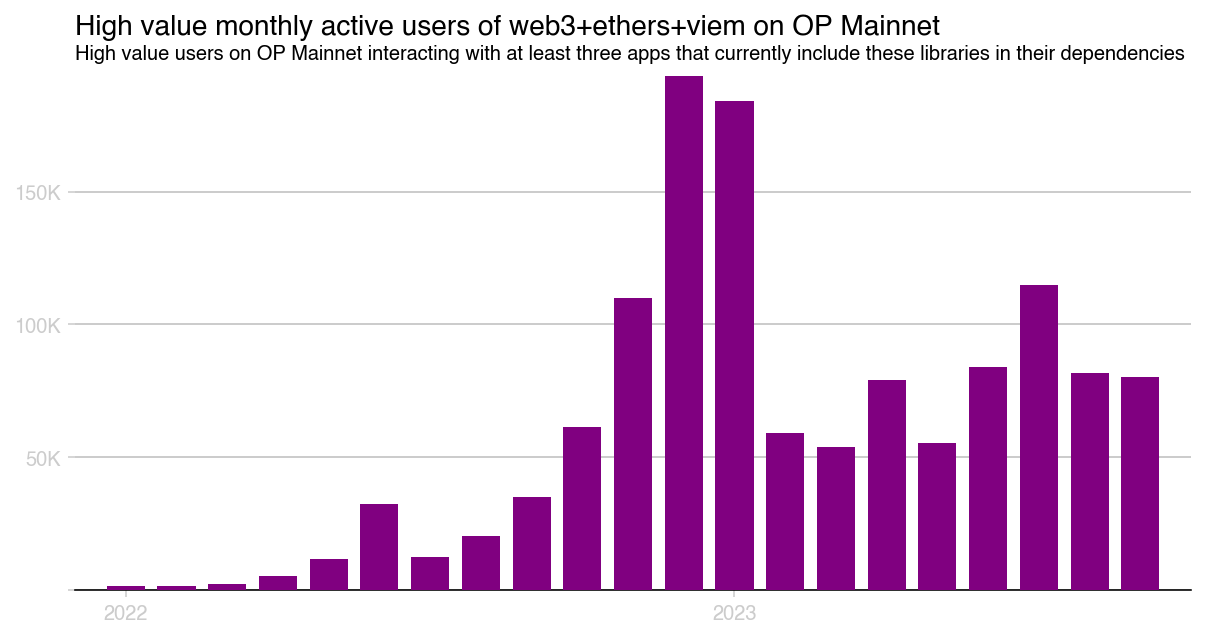 High value monthly active users of web3+ethers+viem on OP Mainnet
High value users on OP Mainnet interacting with at least three apps that currently include these libraries in their dependencies
150K
100K
50K
2022 2023